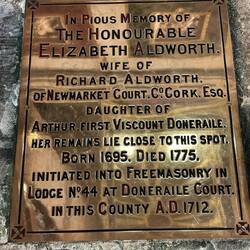 In Pious Memory of
The Honourable
Elizabeth Aldworth.
wife of
Richard Aldworth.
of Newmarket Court. Co Cork. Esq.
daughter of
Arthur, first Viscount Doneraile.
Her remains lie close to this spot.
Born 1695. Died 1775.
initiated into Freemasonry in
Lodge No 44 at Doneraile Court.
in this County A.D. 1712.